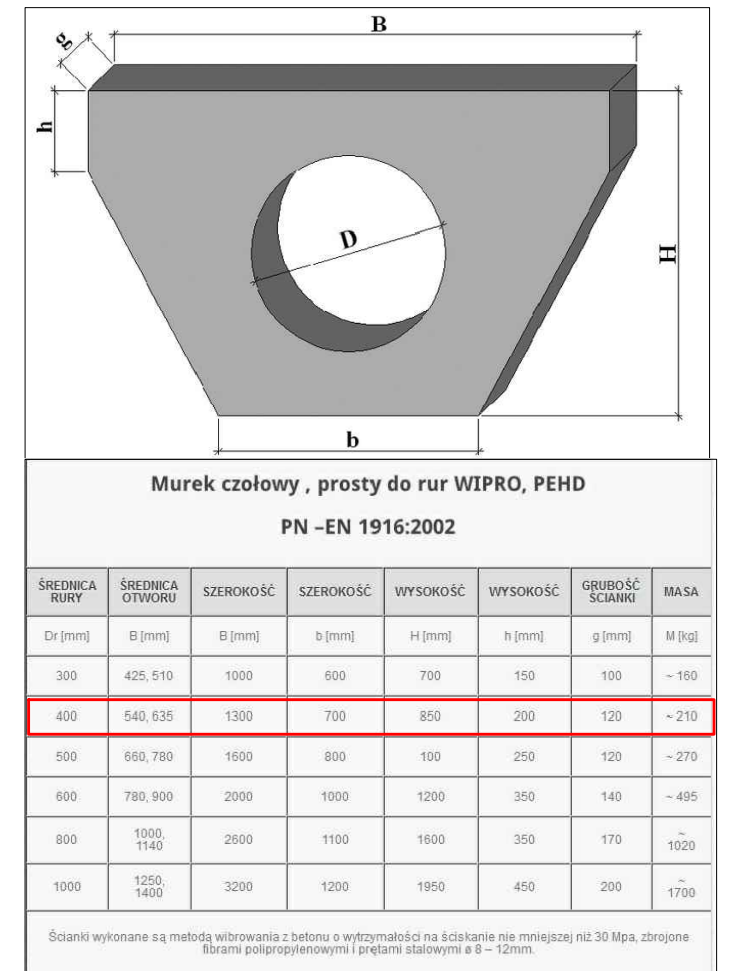 B
g
h
D
H
b
Murek czołowy , prosty do rur WIPRO, PEHD
PN –EN 1916:2002
ŚREDNICA RURY ŚREDNICA OTWORU SZEROKOŚĆ SZEROKOŚĆ WYSOKOŚĆ WYSOKOŚĆ GRUBOŚĆ ŚCIANKI MASA
Dr [mm] B [mm] B [mm] b [mm] H [mm] h [mm] g [mm] M [kg]
300 425, 510 1000 600 700 150 100 ~ 160
400 540, 635 1300 700 850 200 120 ~ 210
500 660, 780 1600 800 100 250 120 ~ 270
600 780, 900 2000 1000 1200 350 140 ~ 495
800 1000, 1140 2600 1100 1600 350 170 ~ 1020
1000 1250, 1400 3200 1200 1950 450 200 ~ 1700
Ścianki wykonane są metodą wibrowania z betonu o wytrzymałości na ściskanie nie mniejszej niż 30 Mpa, zbrojone
fibrami polipropylenowymi i prętami stalowymi ø 8 – 12mm.